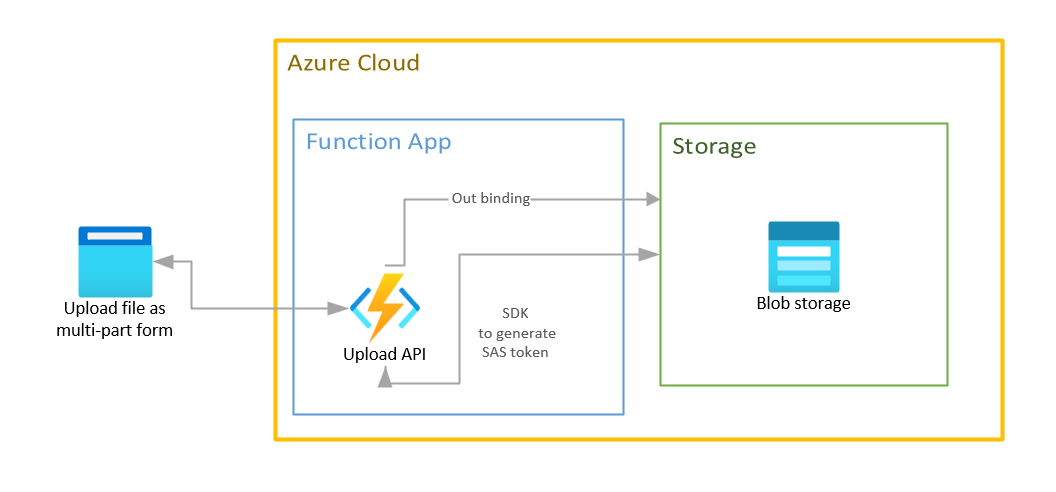 Azure Cloud
Function App
Storage
Out binding
Upload file as
multi-part form
Upload API
SDK
to generate
SAS token
Blob storage